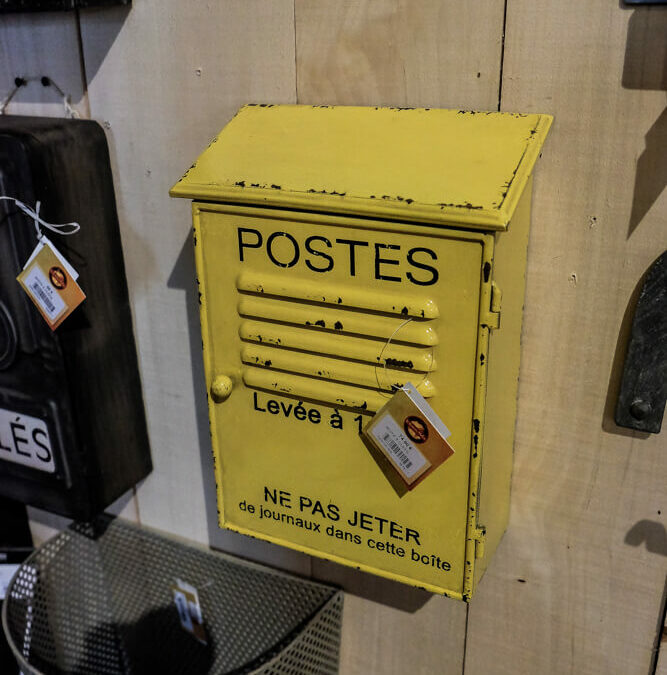 POSTES
Levée à 1
NE PAS JETER
de journaux dans cette boîte
LÉS